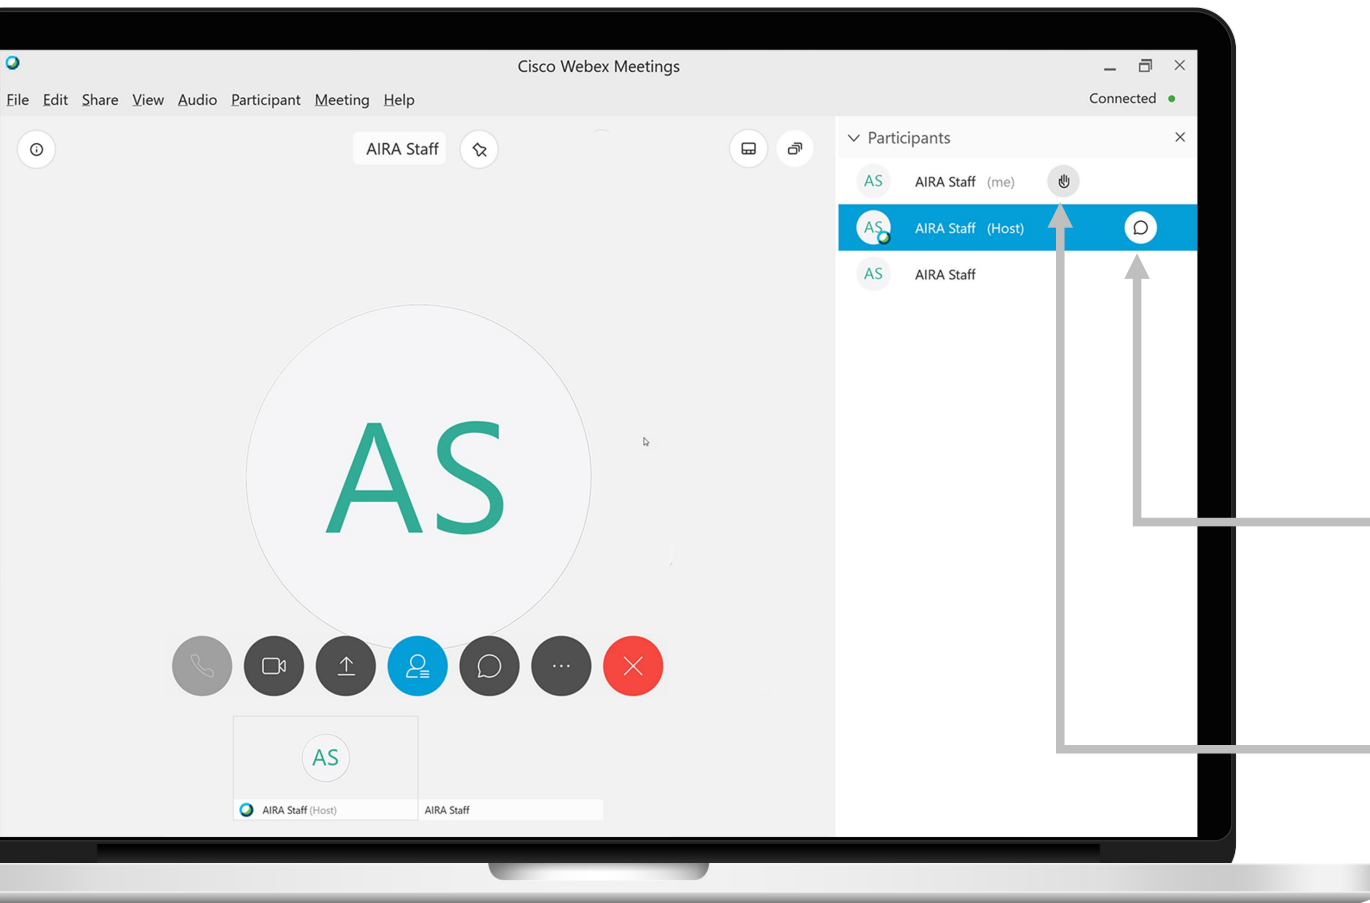 Cisco Webex Meetings
File Edit Share View Audio Participant Meeting Help
Connected
AIRA Staff
Participants
AS AIRA Staff (me)
AS AIRA Staff (Host)
AS AIRA Staff
AS
AS
AIRA Staff (Host)
AIRA Staff